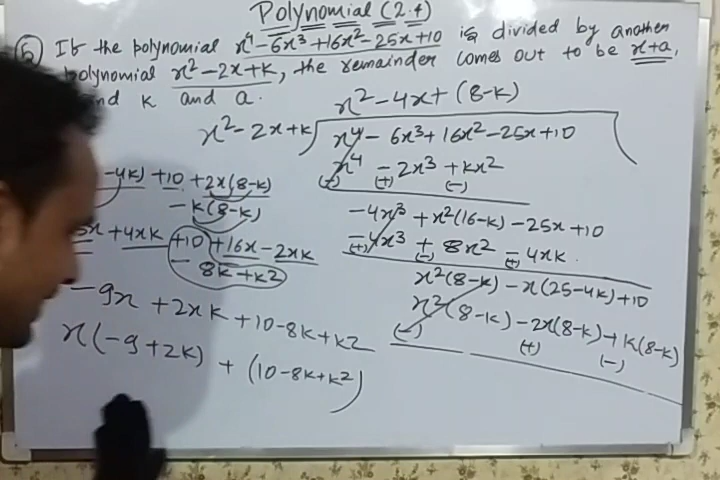 Polynomial (2.4)
5) If the polynomial x⁴-6x³+16x²-25x+10 is divided by another
polynomial x²-2x+k, the remainder comes out to be x+a,
k and a.
x²-4x+(8-k)
x²-2x+k) x⁴-6x³+16x²-25x+10
x⁴-2x³+kx²
(-) (+) (-)
-4x³+x²(16-k)-25x+10
-4x³+8x²-4xk.
(+) (-) (+)
x²(8-k)-x(25-4k)+10
x²(8-k)-2x(8-k)+k(8-k)
(-) (+) (-)
-4k)+10+2x(8-k)
-k(8-k)
+4xk+10+16x-2xk
-8k+k²
-9x+2xk+10-8k+k²
x(-9+2k)+(10-8k+k²)